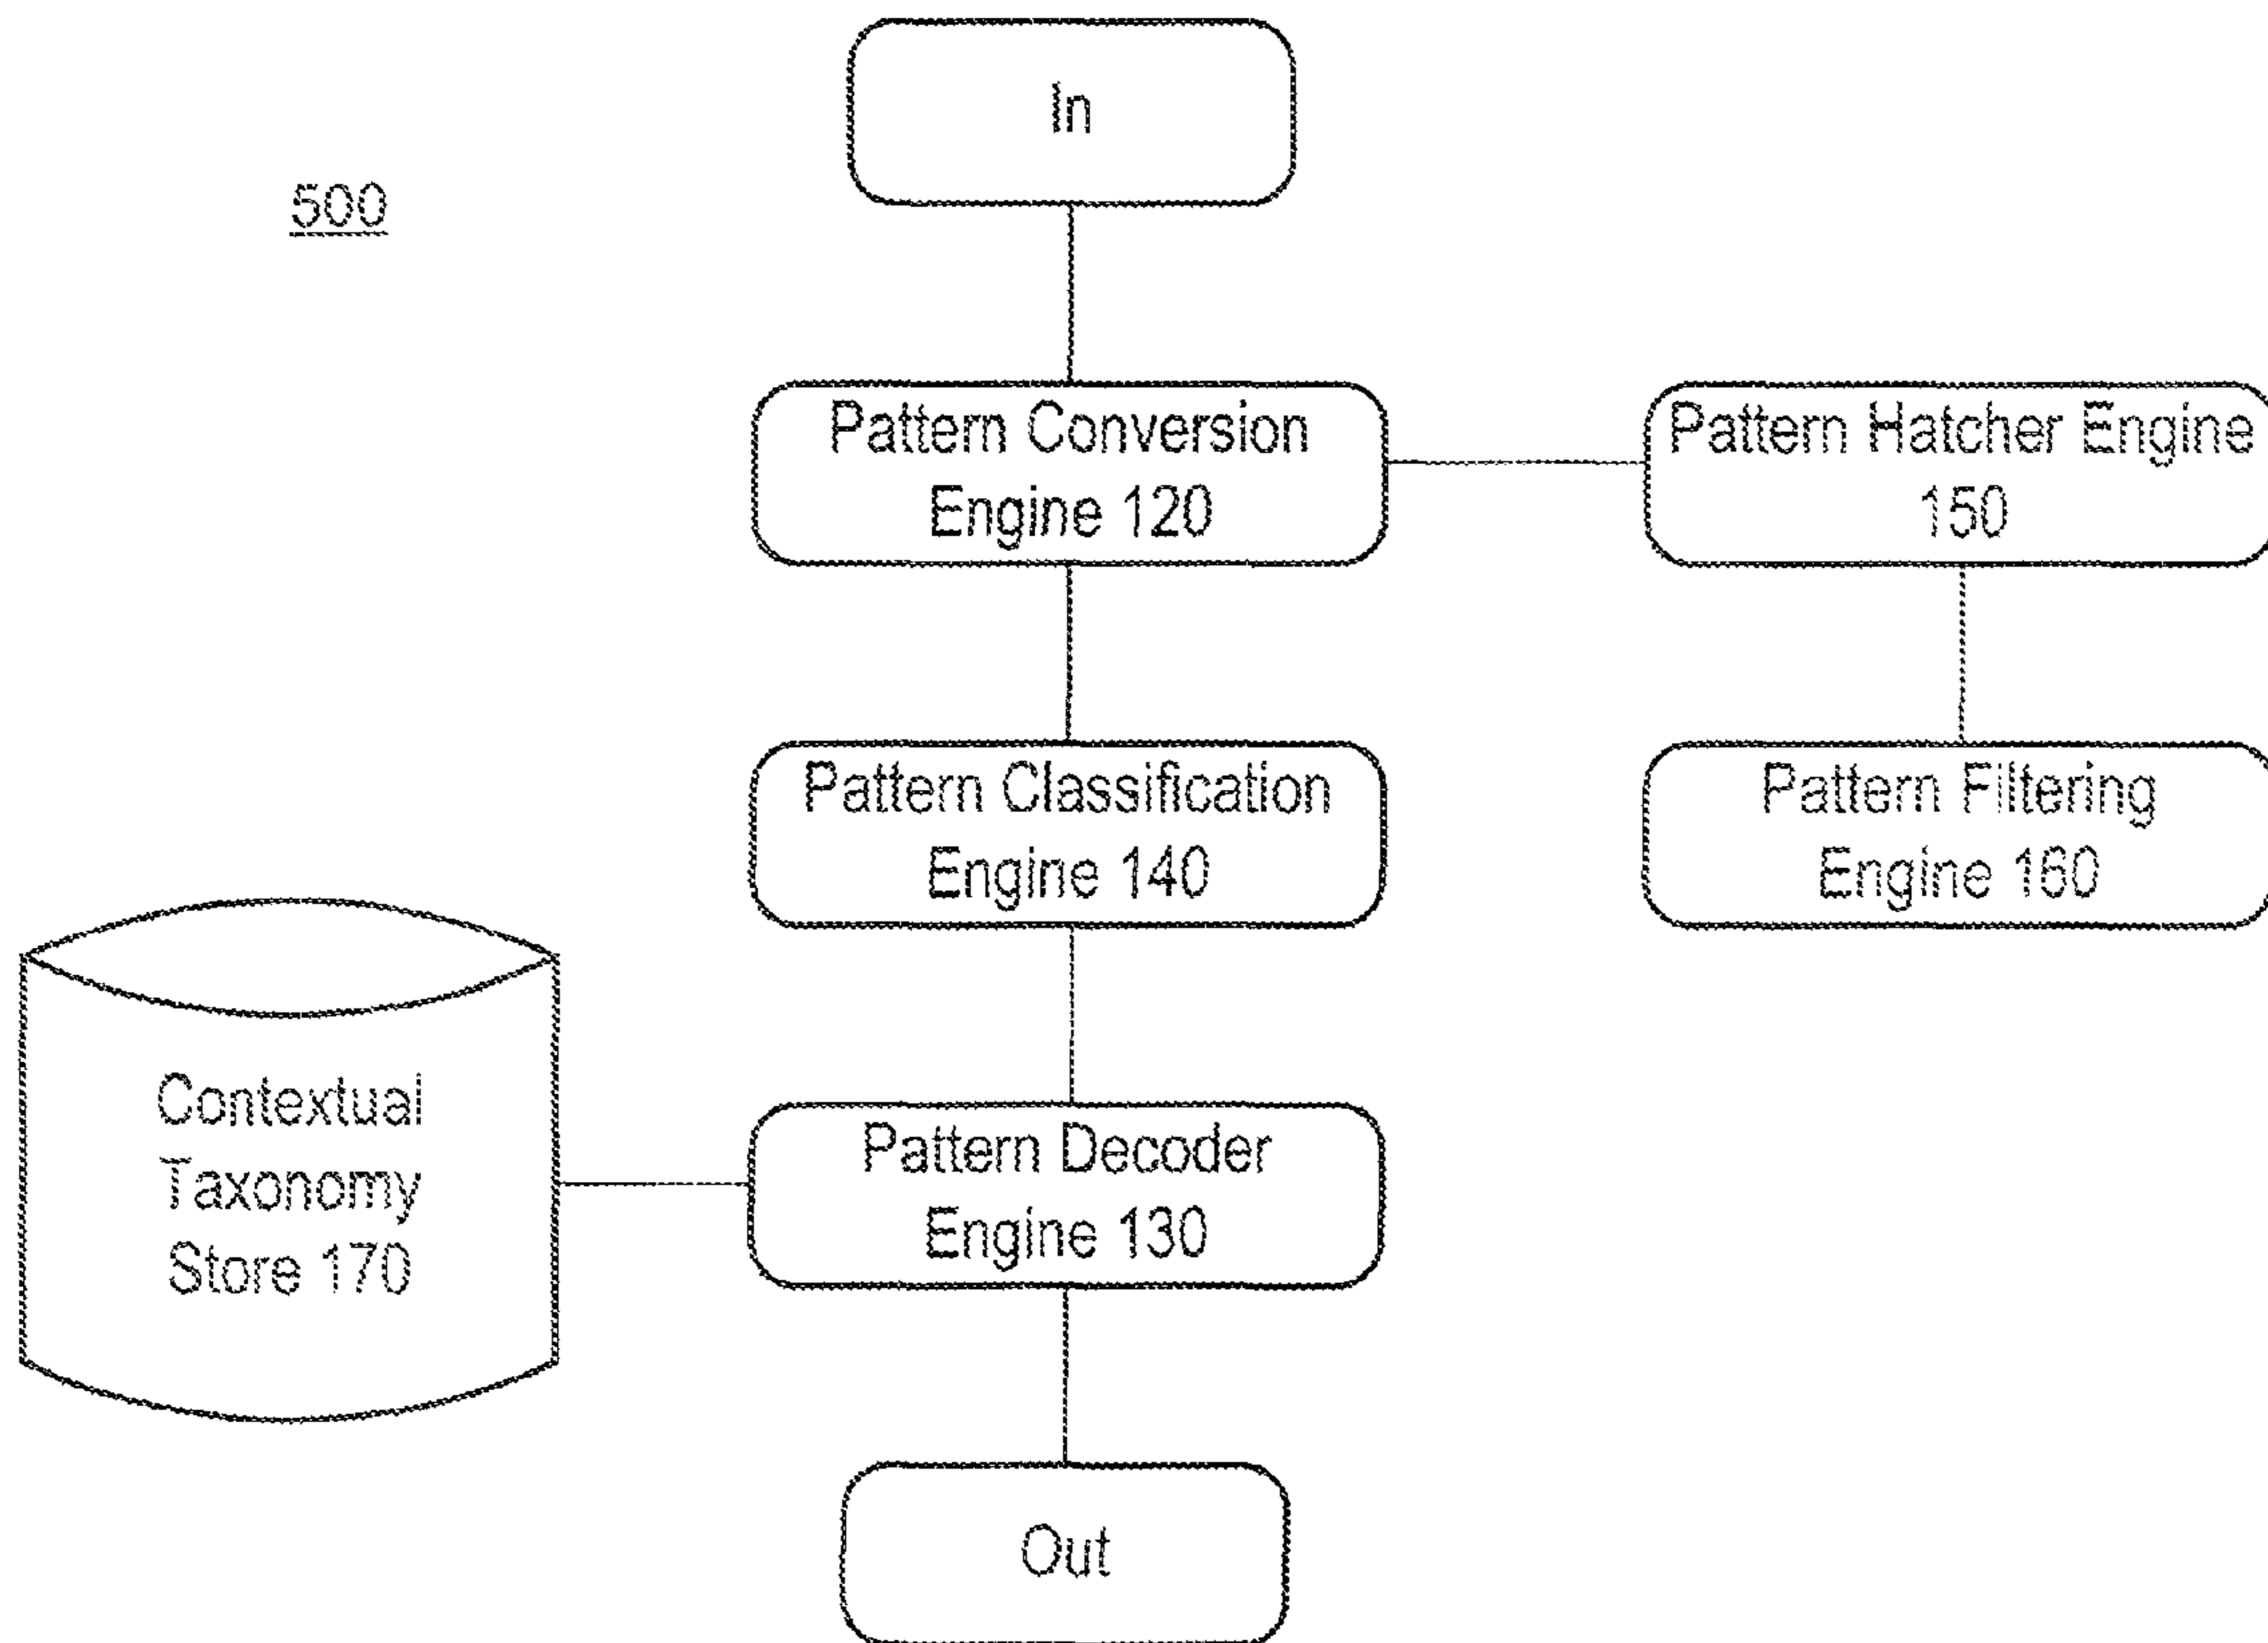 In
500
Pattern Conversion
Engine 120
Pattern Hatcher Engine
150
Pattern Classification
Engine 140
Pattern Filtering
Engine 160
Contextual
Taxonomy
Store 170
Pattern Decoder
Engine 130
Out